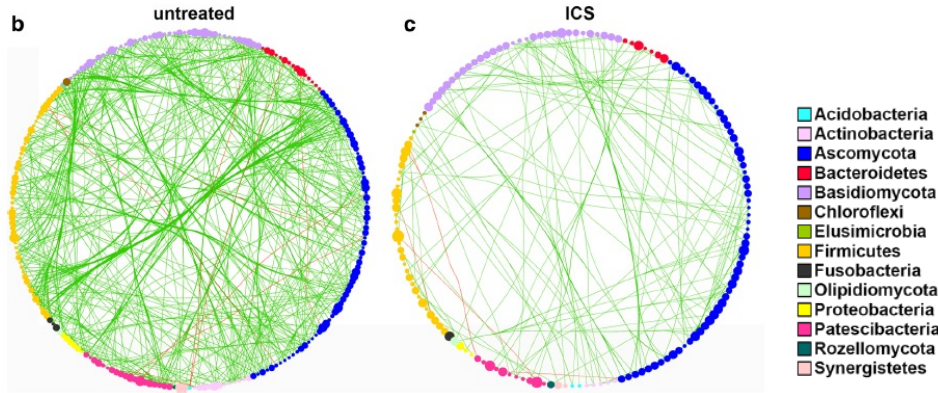 b
untreated
c
ICS
Acidobacteria
Actinobacteria
Ascomycota
Bacteroidetes
Basidiomycota
Chloroflexi
Elusimicrobia
Firmicutes
Fusobacteria
Olipidiomycota
Proteobacteria
Patescibacteria
Rozellomycota
Synergistetes